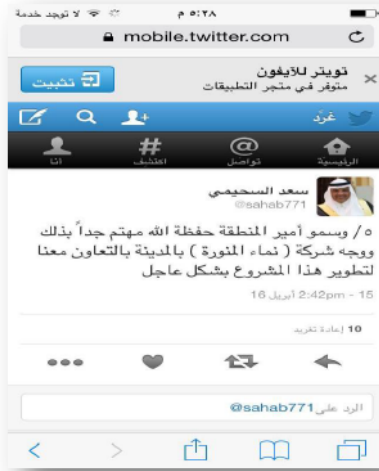 لا توجد خدمة ٥:٢٨ م
mobile.twitter.com
تويتر للآيفون
متوفر في متجر التطبيقات
تثبيت
غرّد
الرئيسية تواصل اكتشف انا
سعد السحيمي
@sahab771
٥/ وسمو أمير المنطقة حفظة الله مهتم جداً بذلك
ووجه شركة ( نماء المنورة ) بالمدينة بالتعاون معنا
لتطوير هذا المشروع بشكل عاجل
2:42pm - 15 أبريل 16
10 إعادة تغريد
الرد على @sahab771